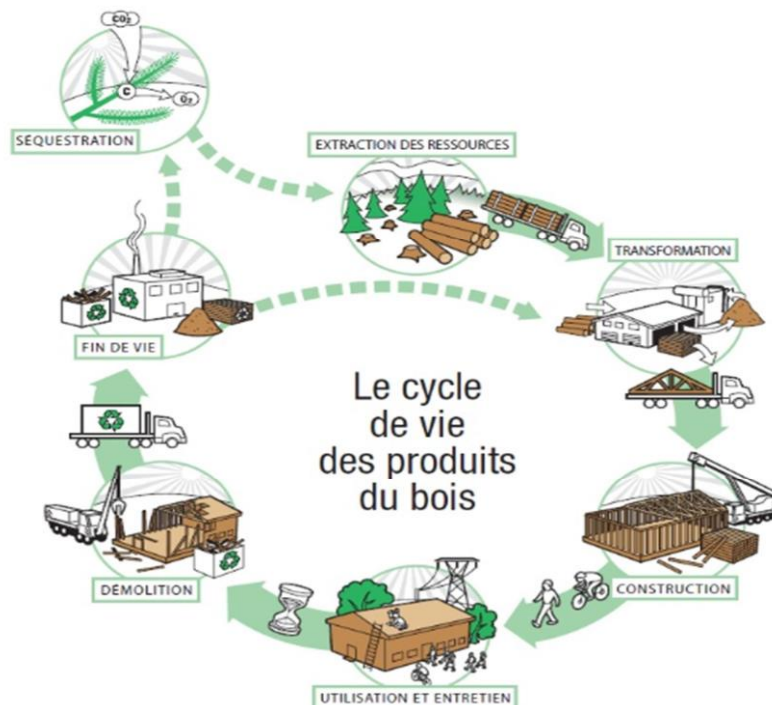 CO₂
C
O₂
SÉQUESTRATION
EXTRACTION DES RESSOURCES
TRANSFORMATION
FIN DE VIE
Le cycle
de vie
des produits
du bois
DÉMOLITION
CONSTRUCTION
UTILISATION ET ENTRETIEN